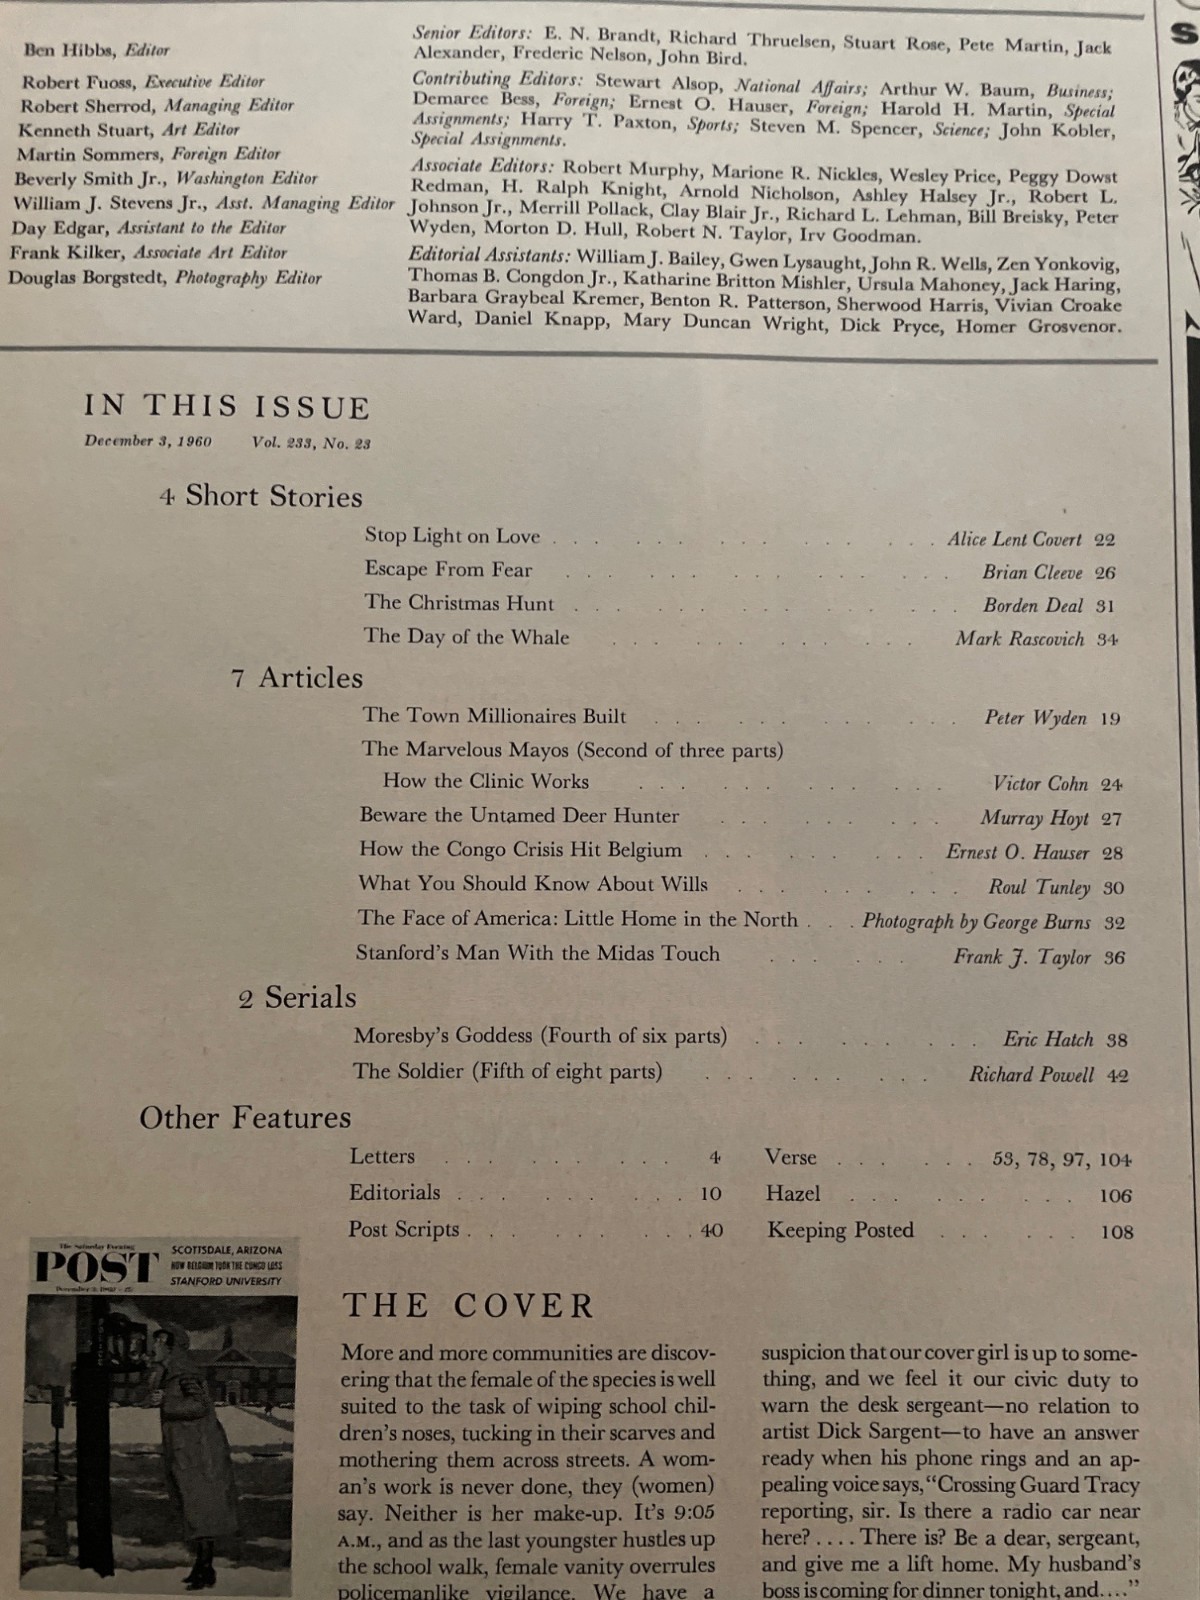 Ben Hibbs, Editor
Robert Fuoss, Executive Editor
Robert Sherrod, Managing Editor
Kenneth Stuart, Art Editor
Martin Sommers, Foreign Editor
Beverly Smith Jr., Washington Editor
William J. Stevens Jr., Asst. Managing Editor
Day Edgar, Assistant to the Editor
Frank Kilker, Associate Art Editor
Douglas Borgstedt, Photography Editor
Senior Editors: E. N. Brandt, Richard Thruelsen, Stuart Rose, Pete Martin, Jack
Alexander, Frederic Nelson, John Bird.
Contributing Editors: Stewart Alsop, National Affairs; Arthur W. Baum, Business;
Demaree Bess, Foreign; Ernest O. Hauser, Foreign; Harold H. Martin, Special
Assignments; Harry T. Paxton, Sports; Steven M. Spencer, Science; John Kobler,
Special Assignments.
Associate Editors: Robert Murphy, Marione R. Nickles, Wesley Price, Peggy Dowst
Redman, H. Ralph Knight, Arnold Nicholson, Ashley Halsey Jr., Robert L.
Johnson Jr., Merrill Pollack, Clay Blair Jr., Richard L. Lehman, Bill Breisky, Peter
Wyden, Morton D. Hull, Robert N. Taylor, Irv Goodman.
Editorial Assistants: William J. Bailey, Gwen Lysaught, John R. Wells, Zen Yonkovig,
Thomas B. Congdon Jr., Katharine Britton Mishler, Ursula Mahoney, Jack Haring,
Barbara Graybeal Kremer, Benton R. Patterson, Sherwood Harris, Vivian Croake
Ward, Daniel Knapp, Mary Duncan Wright, Dick Pryce, Homer Grosvenor.
IN THIS ISSUE
December 3, 1960 Vol. 233, No. 23
4 Short Stories
Stop Light on Love . . . . . . . . . Alice Lent Covert 22
Escape From Fear . . . . . . . . . Brian Cleeve 26
The Christmas Hunt . . . . . . . . . Borden Deal 31
The Day of the Whale . . . . . . . . Mark Rascovich 34
7 Articles
The Town Millionaires Built . . . . . . . . Peter Wyden 19
The Marvelous Mayos (Second of three parts)
How the Clinic Works . . . . . . . . Victor Cohn 24
Beware the Untamed Deer Hunter . . . . . . Murray Hoyt 27
How the Congo Crisis Hit Belgium . . . . . . Ernest O. Hauser 28
What You Should Know About Wills . . . . . . Roul Tunley 30
The Face of America: Little Home in the North . . . Photograph by George Burns 32
Stanford's Man With the Midas Touch . . . . . . Frank J. Taylor 36
2 Serials
Moresby's Goddess (Fourth of six parts) . . . . . . . Eric Hatch 38
The Soldier (Fifth of eight parts) . . . . . . . Richard Powell 42
Other Features
Letters . . . . . . 4
Editorials . . . . . . 10
Post Scripts . . . . . . 40
Verse . . . . . 53, 78, 97, 104
Hazel . . . . . . 106
Keeping Posted . . . . 108
The Saturday Evening
POST
SCOTTSDALE, ARIZONA
HOW BELGIUM TOOK THE CONGO LOSS
STANFORD UNIVERSITY
THE COVER
More and more communities are discov-
ering that the female of the species is well
suited to the task of wiping school chil-
dren's noses, tucking in their scarves and
mothering them across streets. A wom-
an's work is never done, they (women)
say. Neither is her make-up. It's 9:05
A.M., and as the last youngster hustles up
the school walk, female vanity overrules
policemanlike vigilance. We have a
suspicion that our cover girl is up to some-
thing, and we feel it our civic duty to
warn the desk sergeant—no relation to
artist Dick Sargent—to have an answer
ready when his phone rings and an ap-
pealing voice says, "Crossing Guard Tracy
reporting, sir. Is there a radio car near
here? . . . . There is? Be a dear, sergeant,
and give me a lift home. My husband's
boss is coming for dinner tonight, and...."
S